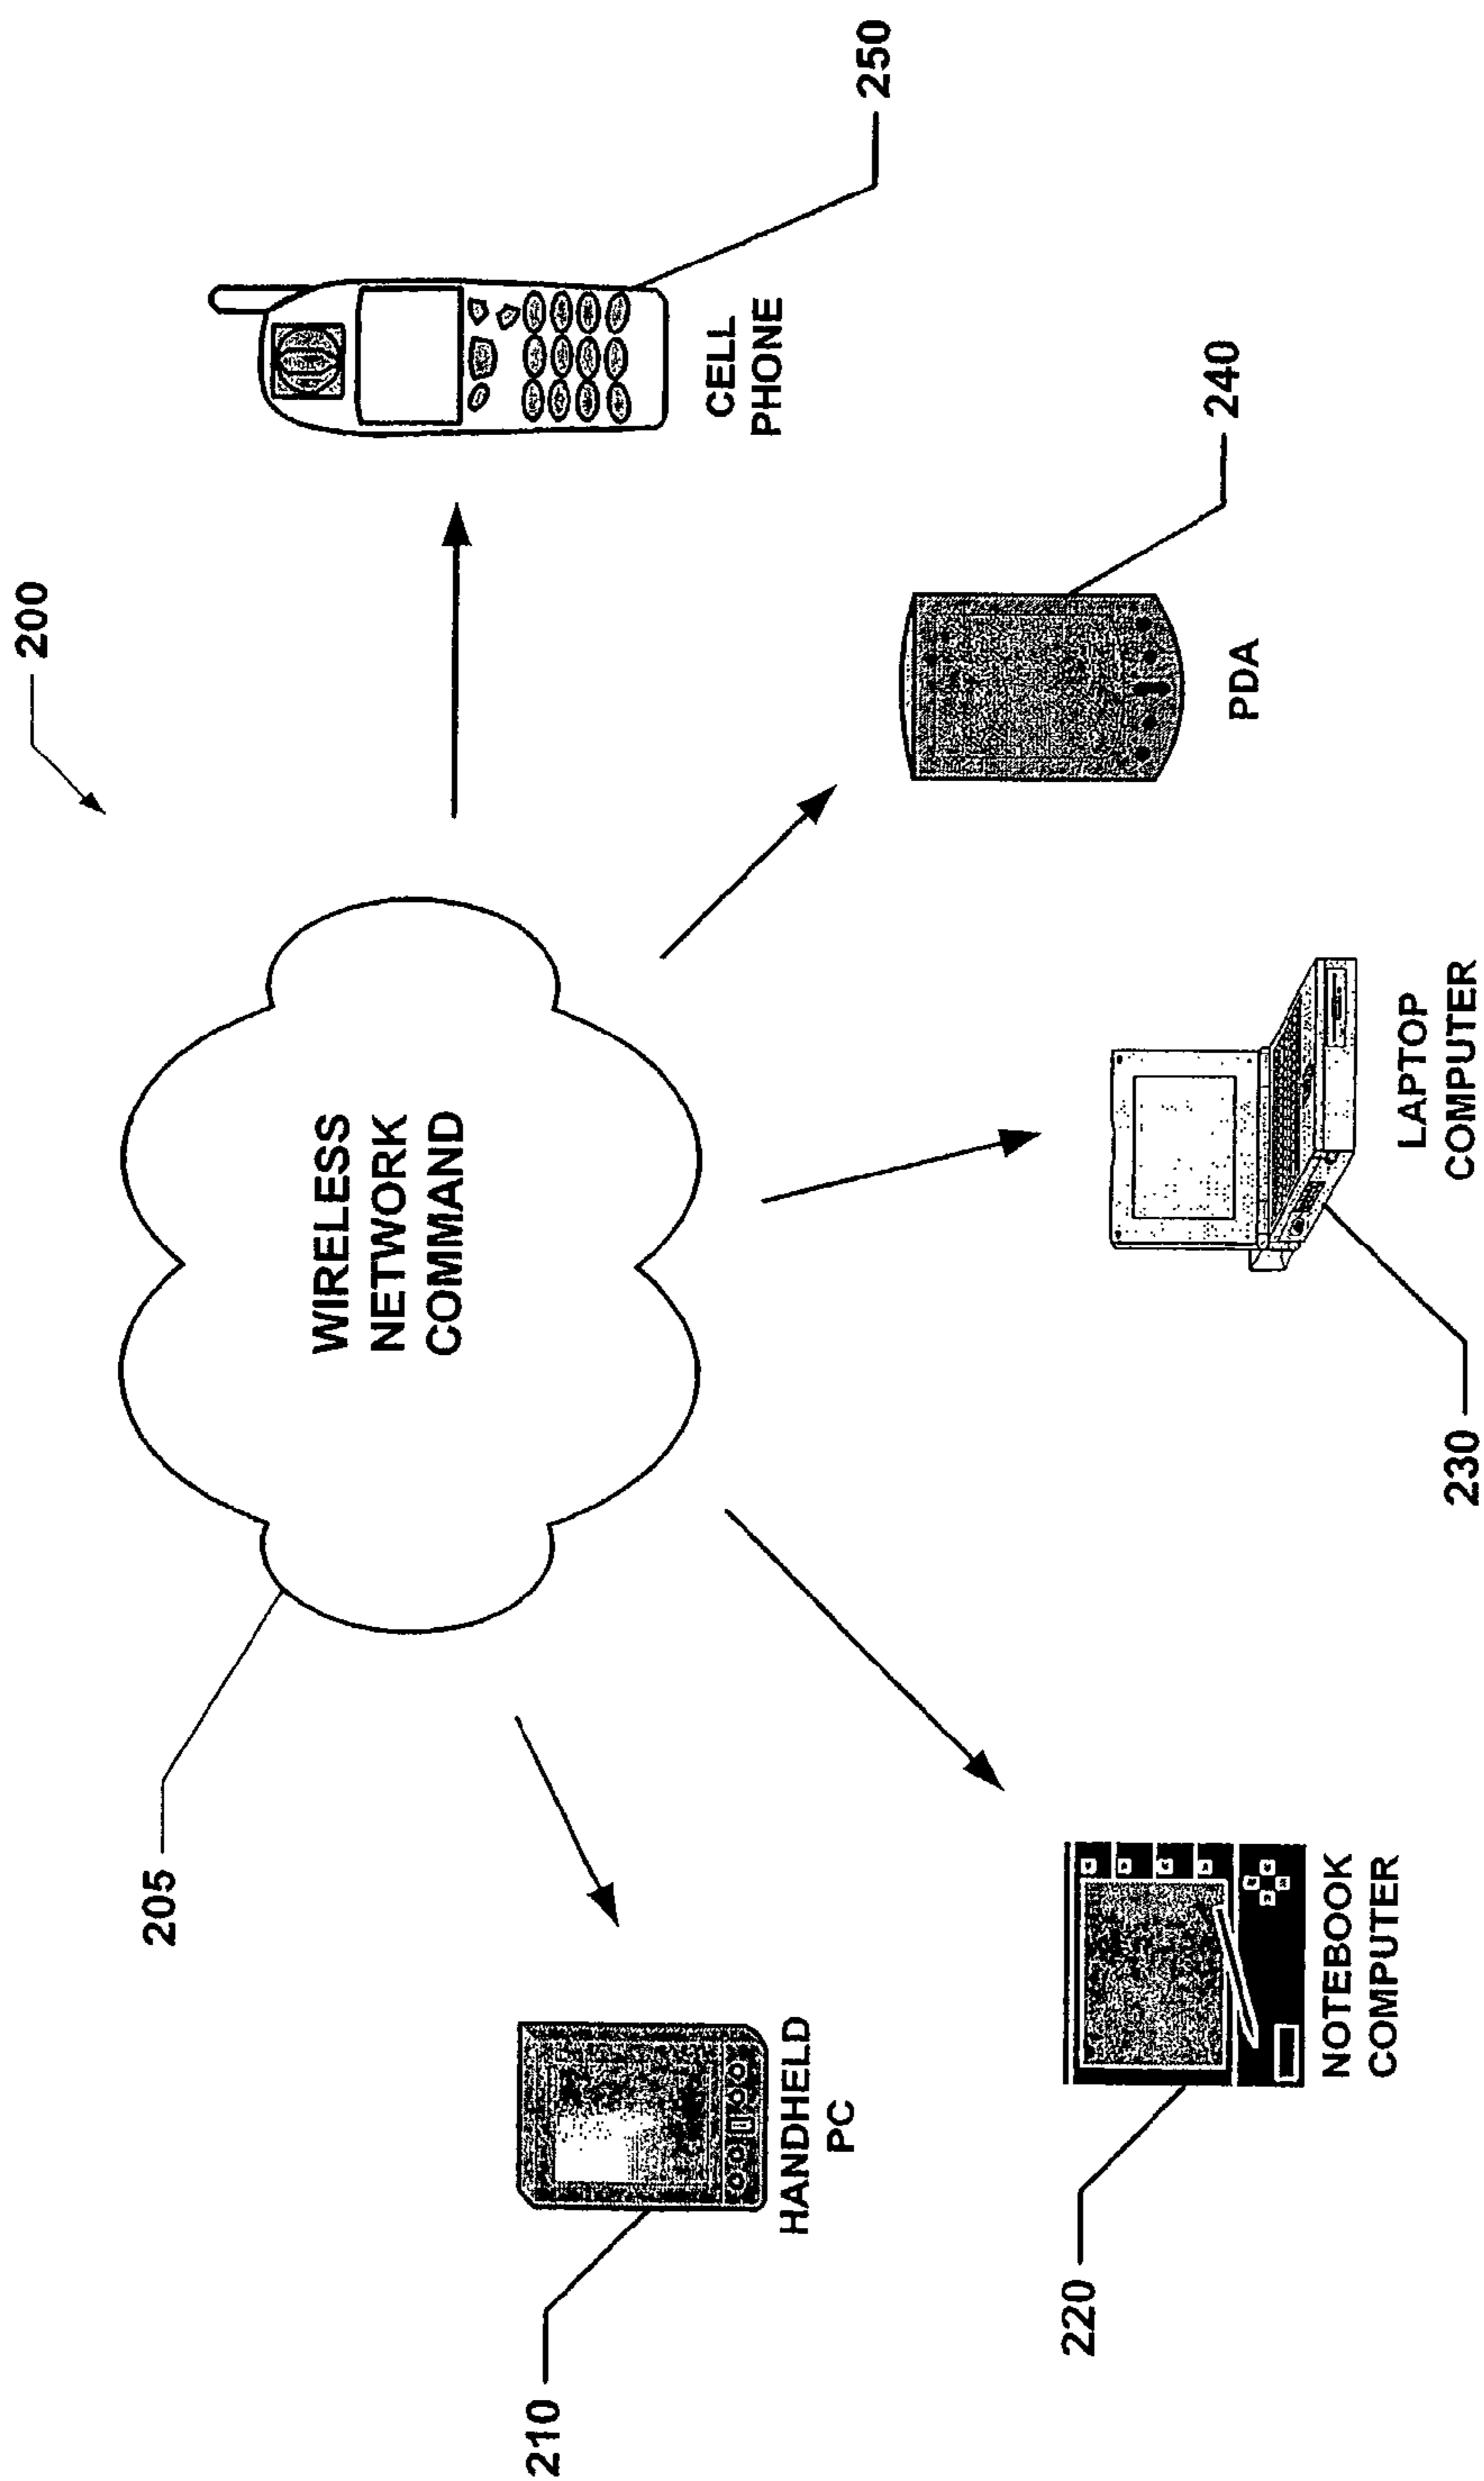 200
205
WIRELESS
NETWORK
COMMAND
250
CELL
PHONE
210
HANDHELD
PC
240
PDA
220
NOTEBOOK
COMPUTER
230
LAPTOP
COMPUTER